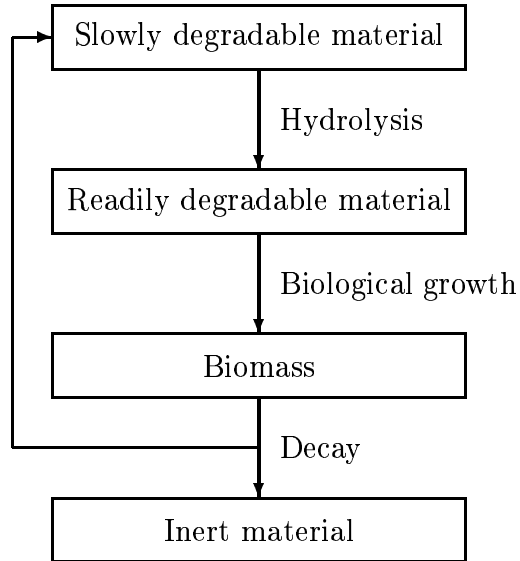 Slowly degradable material
Hydrolysis
Readily degradable material
Biological growth
Biomass
Decay
Inert material